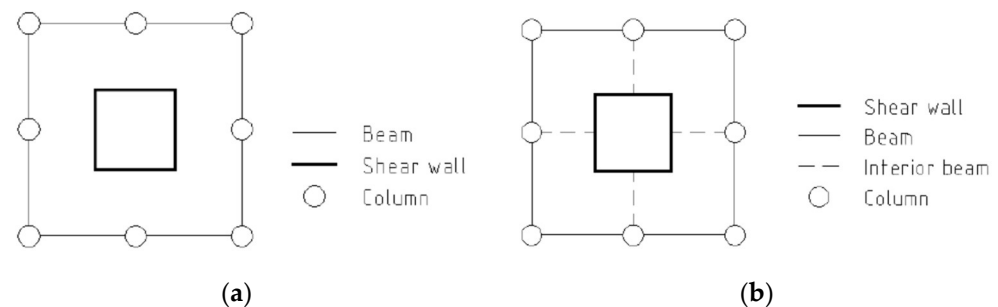 Beam
Shear wall
Column
(a)
Shear wall
Beam
Interior beam
Column
(b)